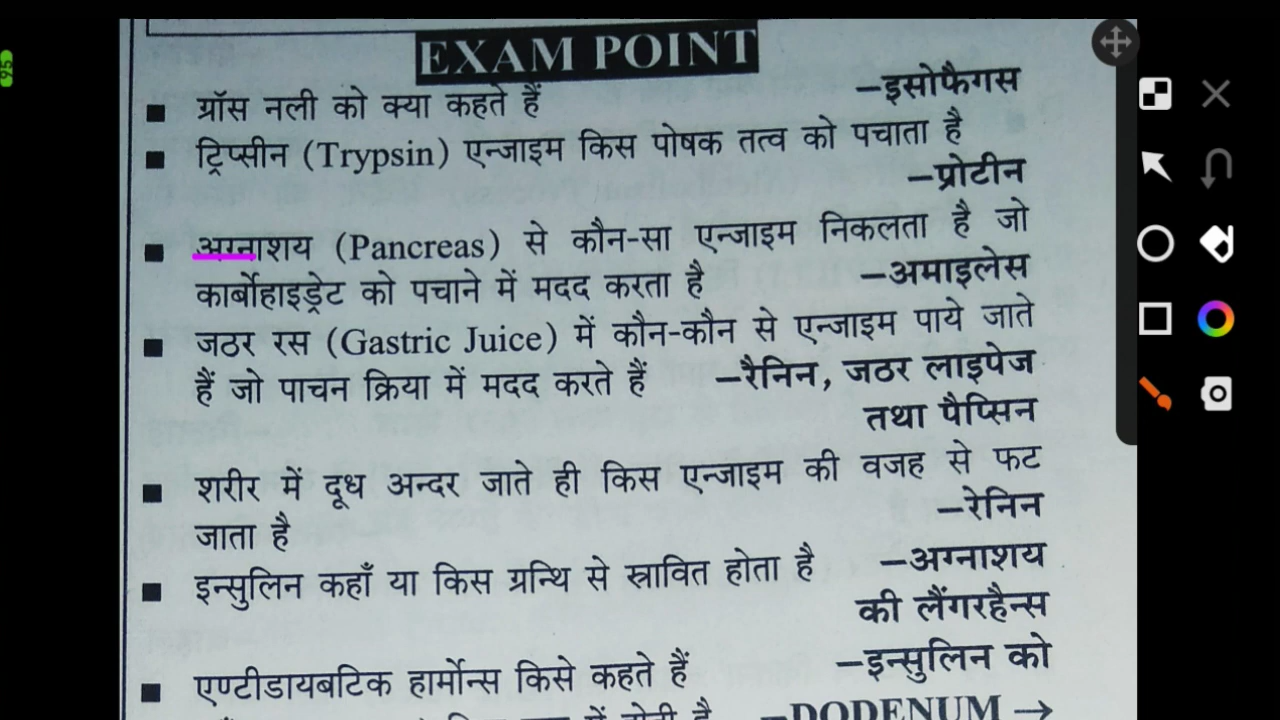 EXAM POINT
■ ग्रॉस नली को क्या कहते हैं –इसोफैगस
■ ट्रिप्सीन (Trypsin) एन्जाइम किस पोषक तत्व को पचाता है
–प्रोटीन
■ अग्नाशय (Pancreas) से कौन-सा एन्जाइम निकलता है जो
कार्बोहाइड्रेट को पचाने में मदद करता है –अमाइलेस
■ जठर रस (Gastric Juice) में कौन-कौन से एन्जाइम पाये जाते
हैं जो पाचन क्रिया में मदद करते हैं –रैनिन, जठर लाइपेज
तथा पैप्सिन
■ शरीर में दूध अन्दर जाते ही किस एन्जाइम की वजह से फट
जाता है –रेनिन
■ इन्सुलिन कहाँ या किस ग्रन्थि से स्रावित होता है –अग्नाशय
की लैंगरहैन्स
■ एण्टीडायबटिक हार्मोन्स किसे कहते हैं –इन्सुलिन को
में होती है –DODENUM →
95